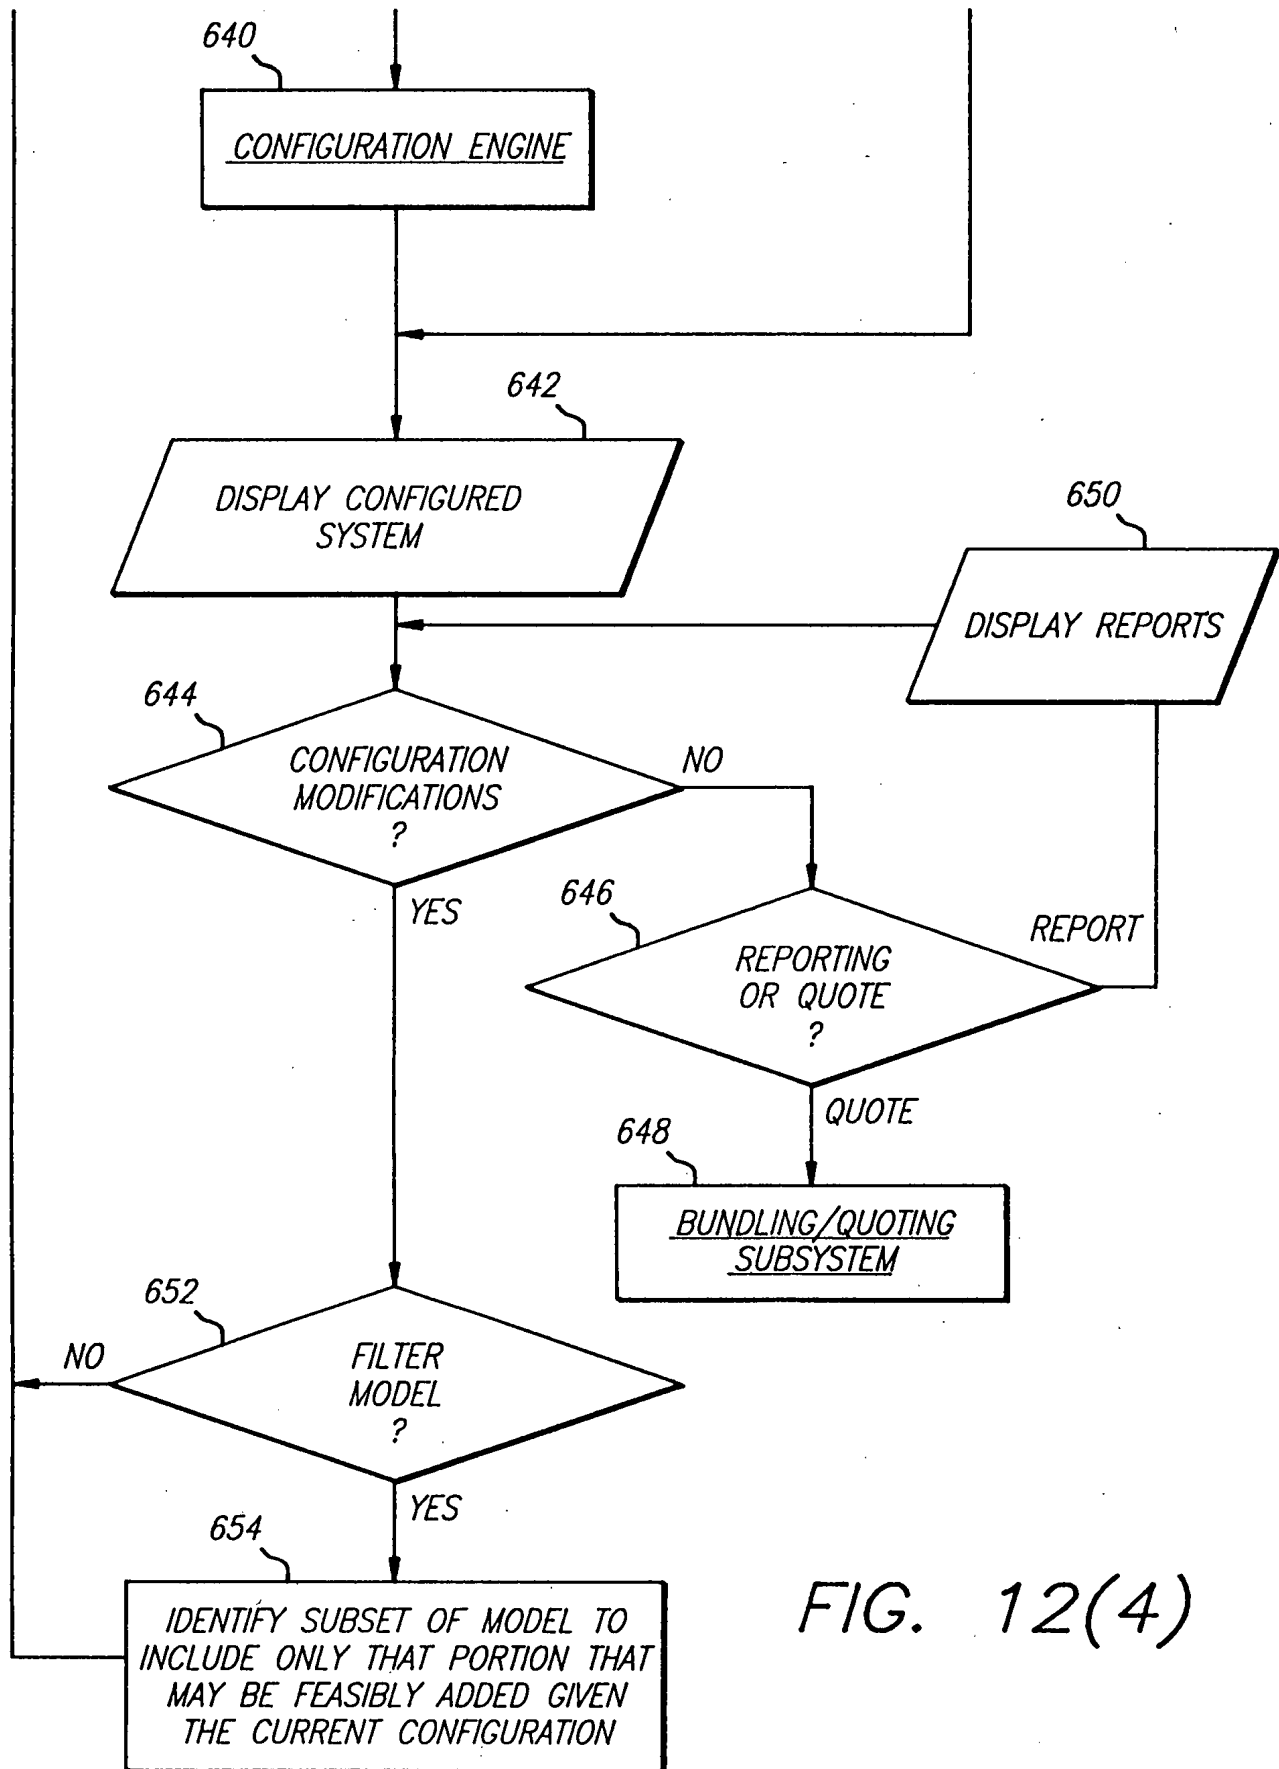 640
CONFIGURATION ENGINE
642
DISPLAY CONFIGURED
SYSTEM
650
DISPLAY REPORTS
644
CONFIGURATION
MODIFICATIONS
?
NO
YES
646
REPORTING
OR QUOTE
?
REPORT
QUOTE
648
BUNDLING/QUOTING
SUBSYSTEM
652
FILTER
MODEL
?
NO
YES
654
IDENTIFY SUBSET OF MODEL TO
INCLUDE ONLY THAT PORTION THAT
MAY BE FEASIBLY ADDED GIVEN
THE CURRENT CONFIGURATION
FIG. 12(4)